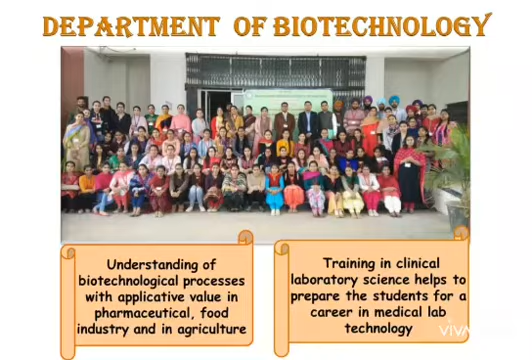 DEPARTMENT OF BIOTECHNOLOGY
Understanding of
biotechnological processes
with applicative value in
pharmaceutical, food
industry and in agriculture
Training in clinical
laboratory science helps to
prepare the students for a
career in medical lab
technology